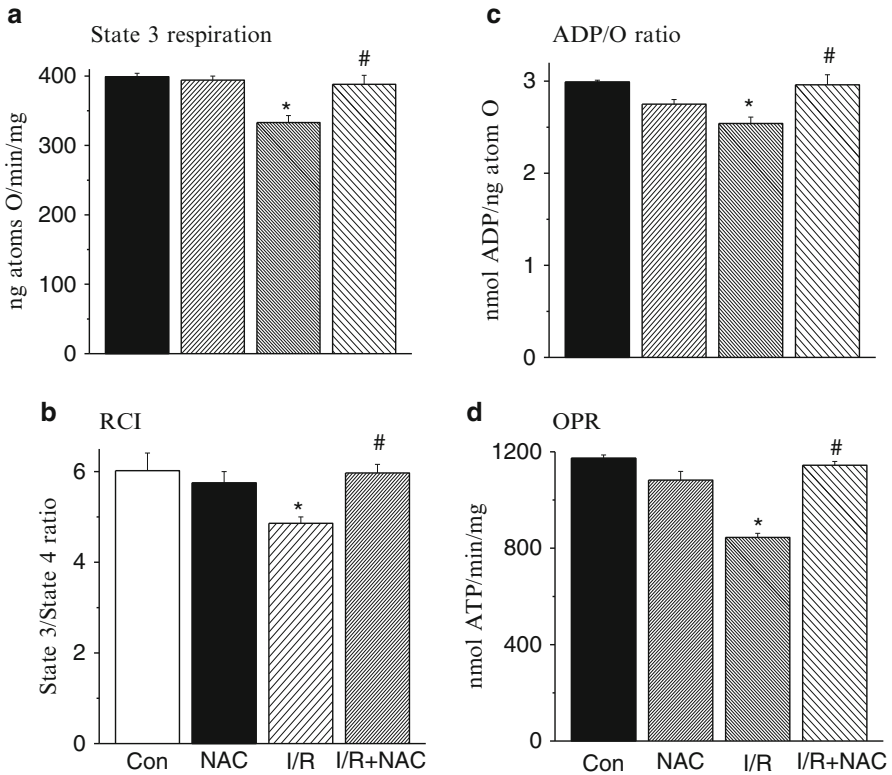 a
State 3 respiration
ng atoms O/min/mg
400
300
200
100
0
*
#
c
ADP/O ratio
nmol ADP/ng atom O
3
2
1
0
*
#
b
RCI
State 3/State 4 ratio
6
4
2
0
*
#
Con NAC I/R I/R+NAC
d
OPR
nmol ATP/min/mg
1200
800
400
0
*
#
Con NAC I/R I/R+NAC